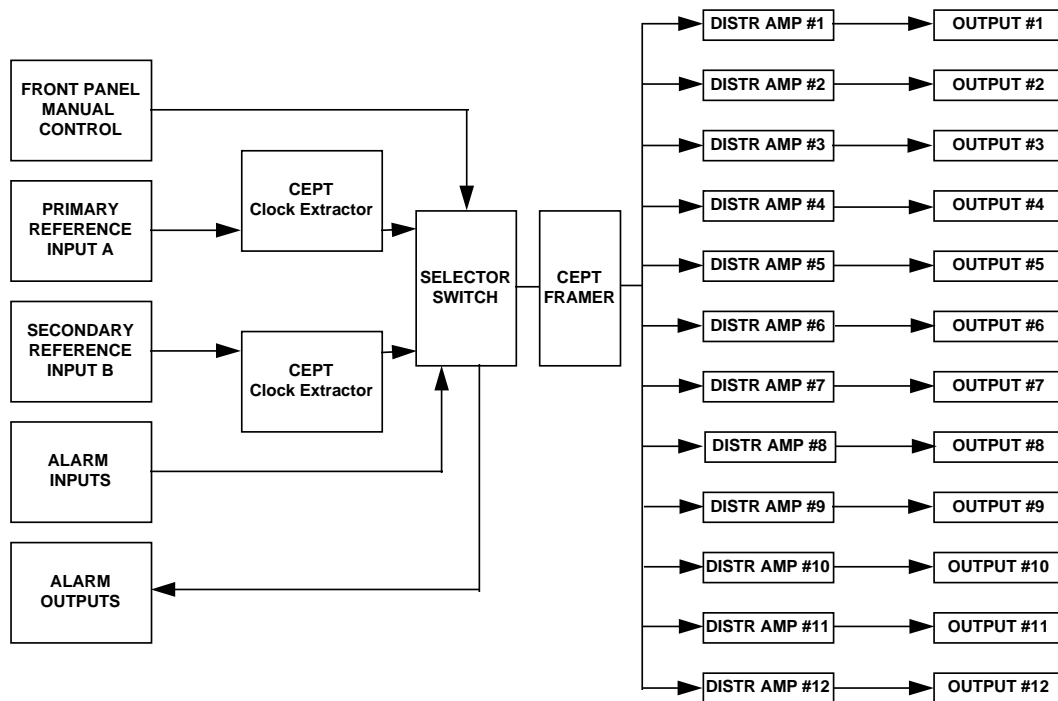 FRONT PANEL
MANUAL
CONTROL
PRIMARY
REFERENCE
INPUT A
SECONDARY
REFERENCE
INPUT B
ALARM
INPUTS
ALARM
OUTPUTS
CEPT
Clock Extractor
CEPT
Clock Extractor
SELECTOR
SWITCH
CEPT
FRAMER
DISTR AMP #1 OUTPUT #1
DISTR AMP #2 OUTPUT #2
DISTR AMP #3 OUTPUT #3
DISTR AMP #4 OUTPUT #4
DISTR AMP #5 OUTPUT #5
DISTR AMP #6 OUTPUT #6
DISTR AMP #7 OUTPUT #7
DISTR AMP #8 OUTPUT #8
DISTR AMP #9 OUTPUT #9
DISTR AMP #10 OUTPUT #10
DISTR AMP #11 OUTPUT #11
DISTR AMP #12 OUTPUT #12